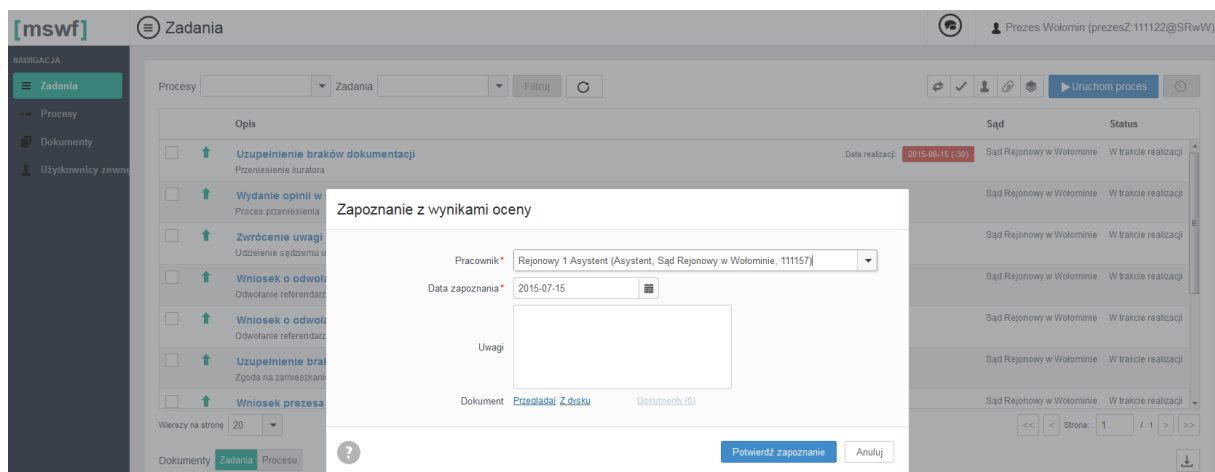 [mswf]
Zadania
Prezes Wołomin (prezesZ:111122@SRwW)
NAWIGACJA
Zadania
Procesy
Dokumenty
Użytkownicy zewnę
Procesy Zadania Filtruj Uruchom proces
Opis Sąd Status
Uzupełnienie braków dokumentacji Data realizacji: 2015-06-15 (-30) Sąd Rejonowy w Wołominie W trakcie realizacji
Przeniesienie kuratora
Wydanie opinii w Sąd Rejonowy w Wołominie W trakcie realizacji
Proces przeniesienia
Zwrócenie uwagi Sąd Rejonowy w Wołominie W trakcie realizacji
Udzielenie sędziemu u
Wniosek o odwoła Sąd Rejonowy w Wołominie W trakcie realizacji
Odwołanie referendarz
Wniosek o odwoła Sąd Rejonowy w Wołominie W trakcie realizacji
Odwołanie referendarz
Uzupełnienie brak Sąd Rejonowy w Wołominie W trakcie realizacji
Zgoda na zamieszkani
Wniosek prezesa Sąd Rejonowy w Wołominie W trakcie realizacji
Zapoznanie z wynikami oceny
Pracownik* Rejonowy 1 Asystent (Asystent, Sąd Rejonowy w Wołominie, 111157)
Data zapoznania* 2015-07-15
Uwagi
Dokument Przeglądaj Z dysku Dokumenty (0)
? Potwierdź zapoznanie Anuluj
Wierszy na stronę 20 << < Strona: 1 / 1 > >>
Dokumenty Zadania Procesu